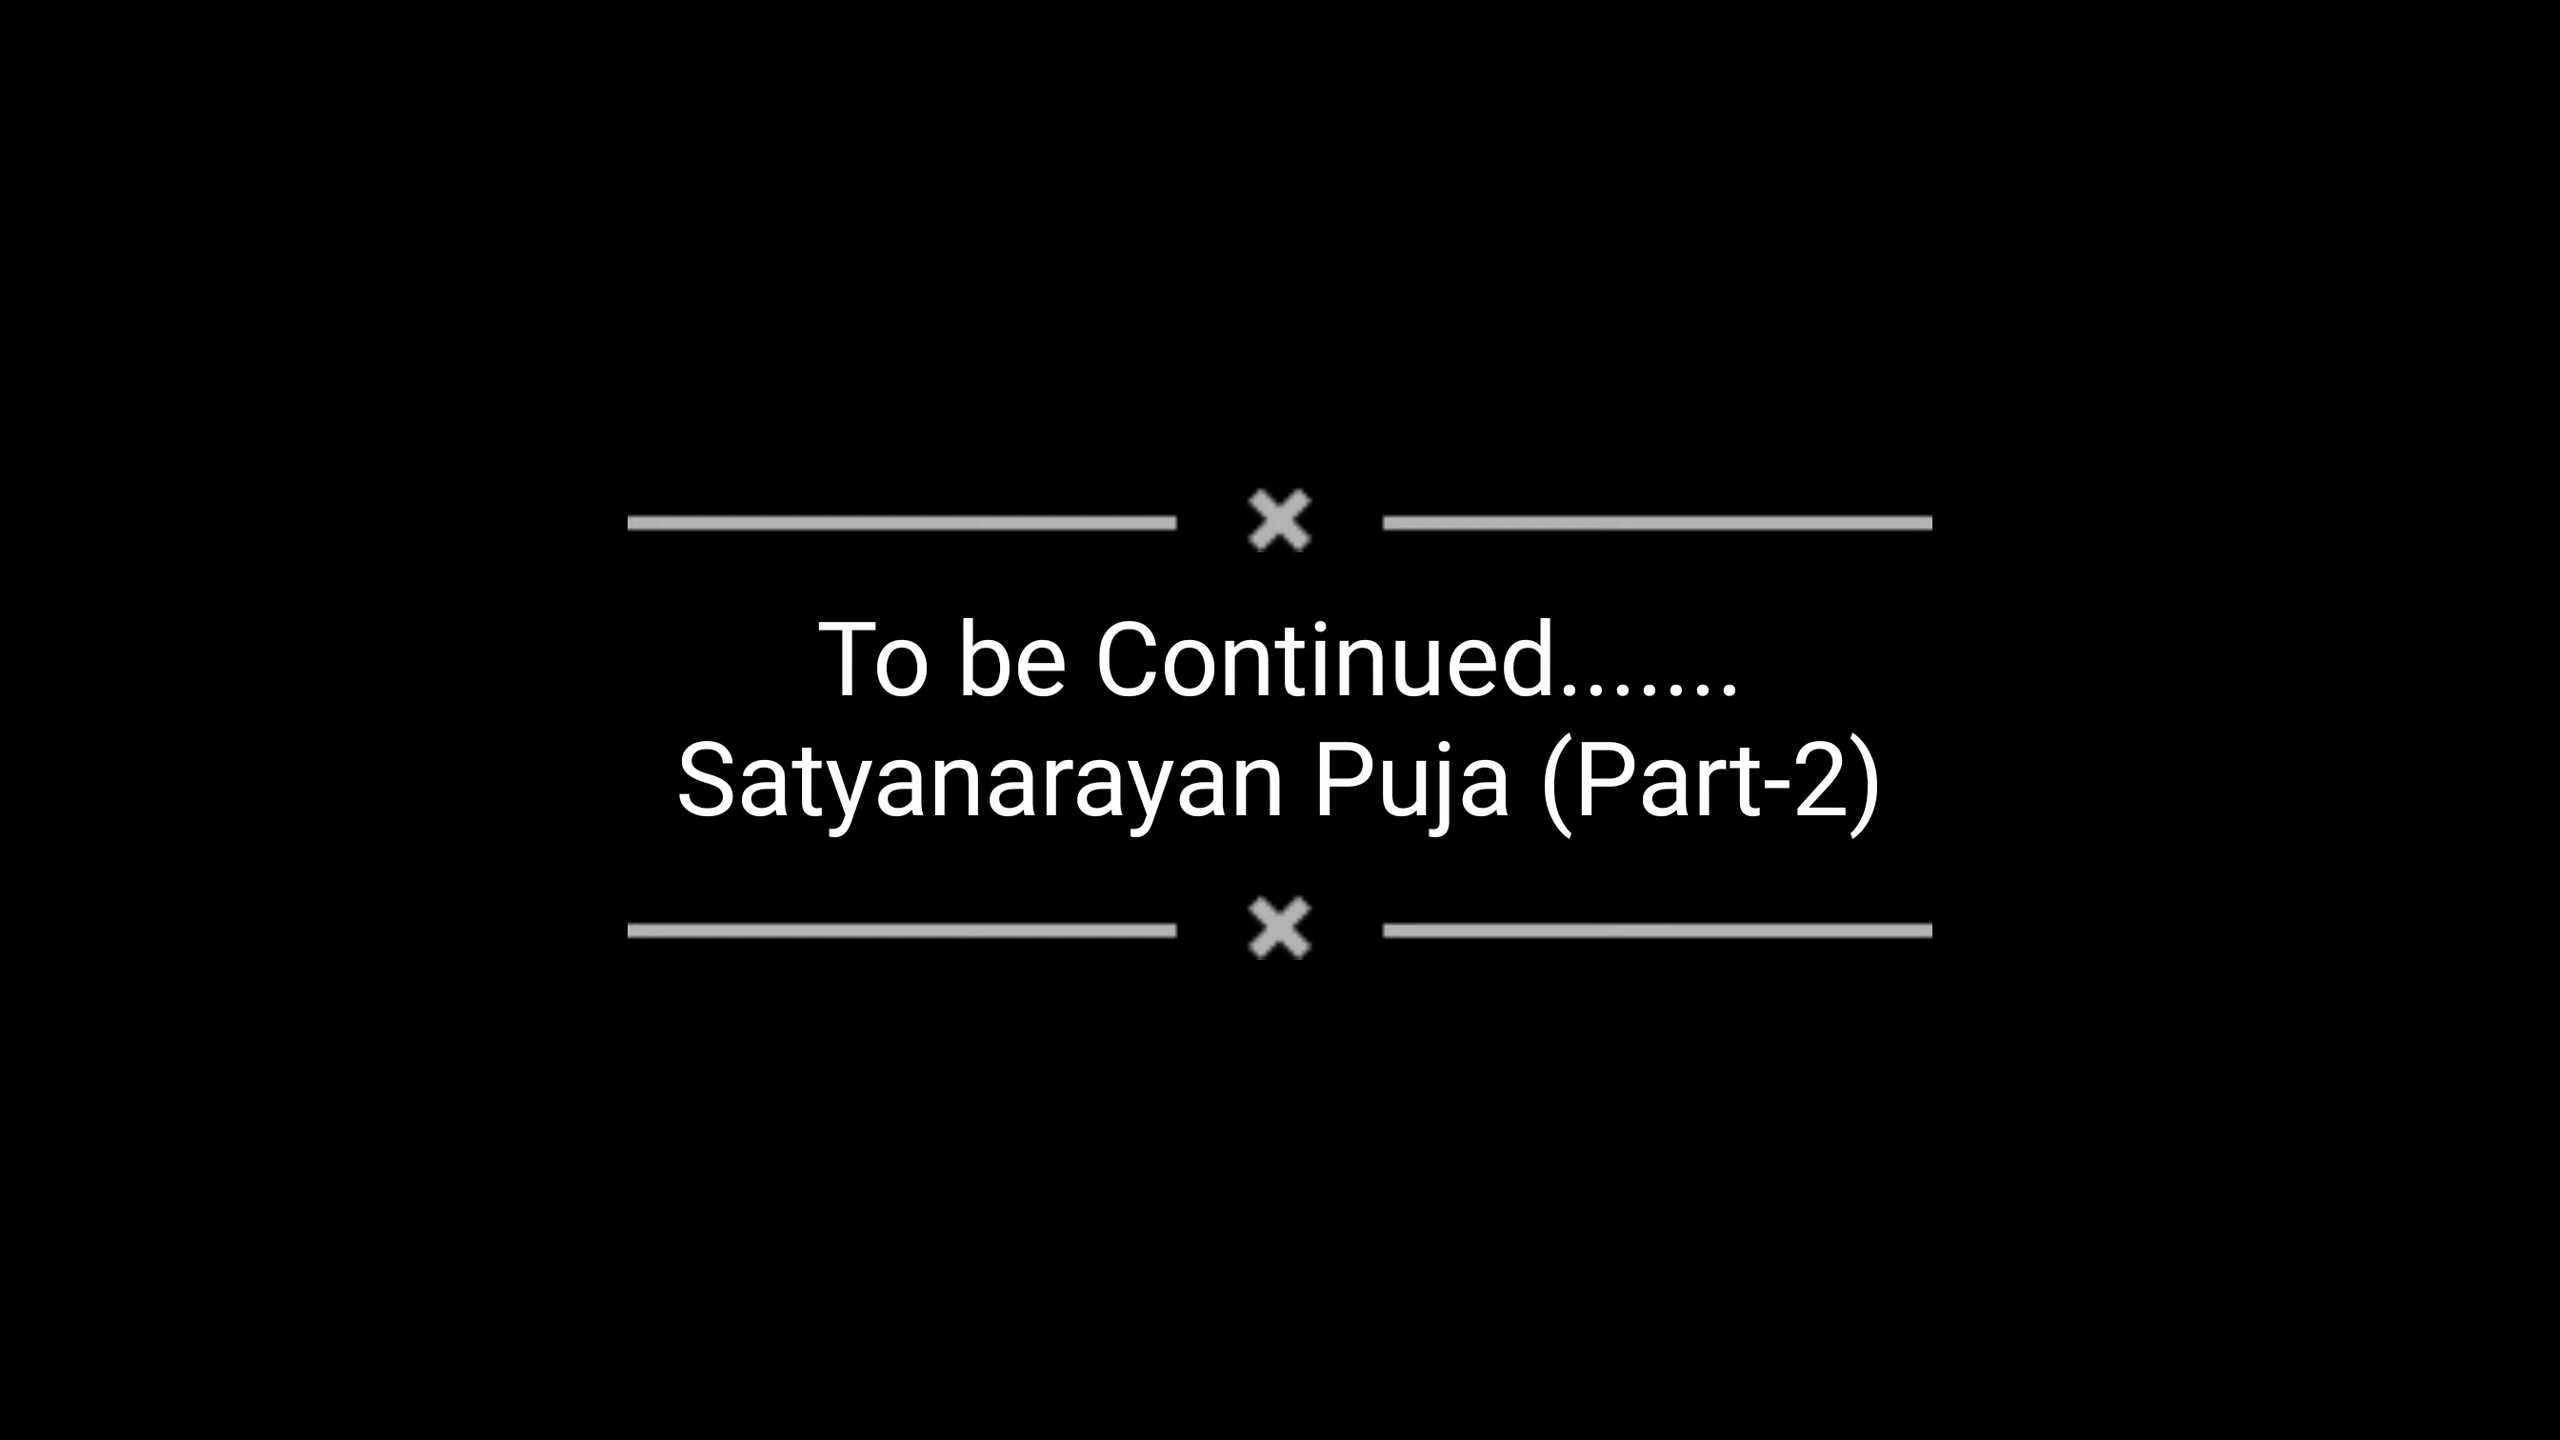 To be Continued.......
Satyanarayan Puja (Part-2)